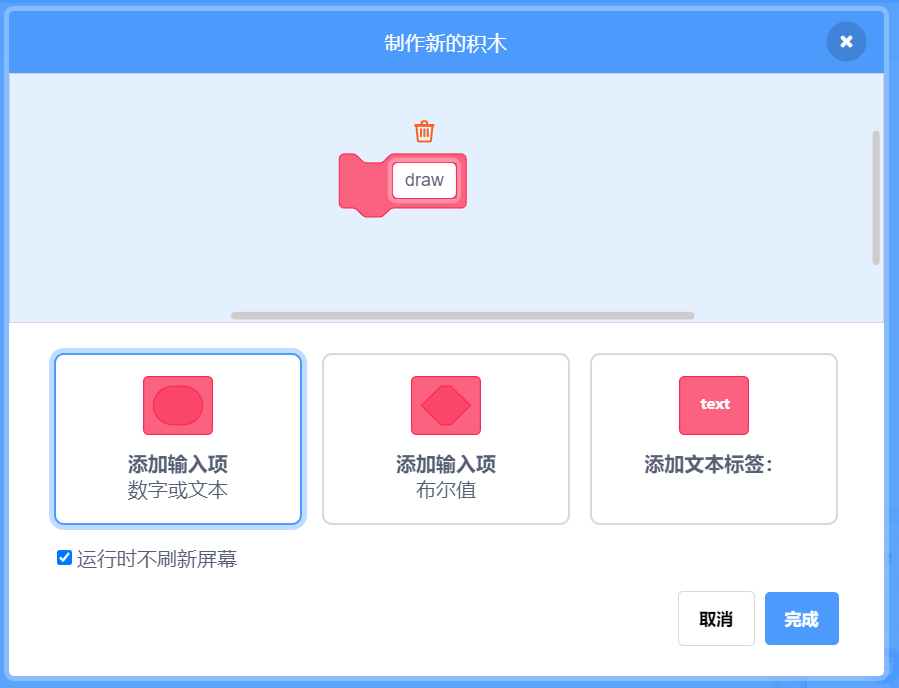 制作新的积木
draw
text
添加输入项
数字或文本
添加输入项
布尔值
添加文本标签：
运行时不刷新屏幕
取消
完成